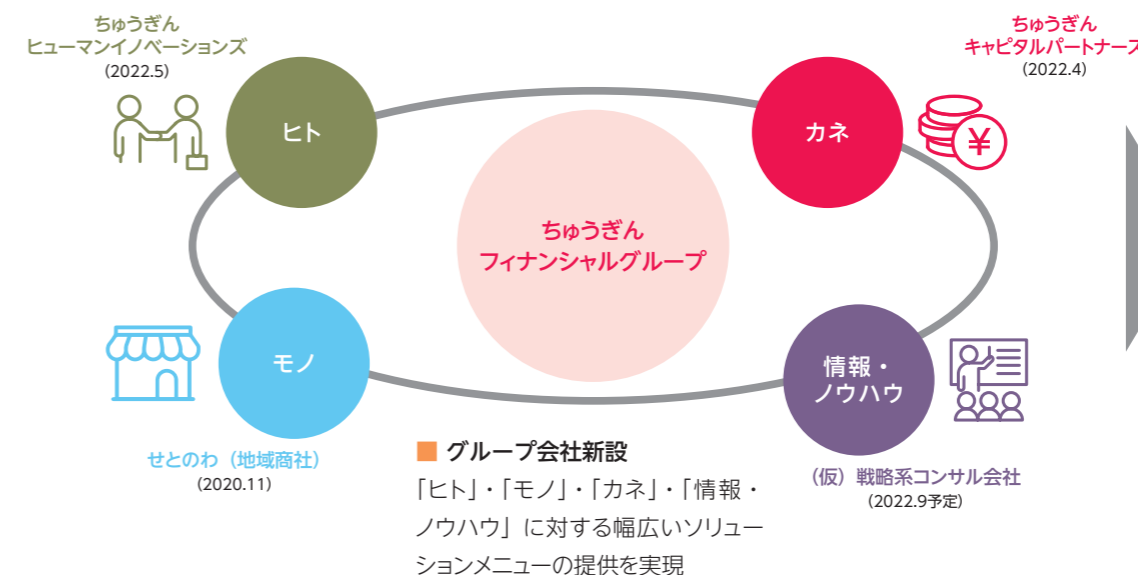 ちゅうぎん
ヒューマンイノベーションズ
(2022.5)
ヒト
ちゅうぎん
キャピタルパートナーズ
(2022.4)
カネ
¥
ちゅうぎん
フィナンシャルグループ
モノ
せとのわ（地域商社）
(2020.11)
情報・
ノウハウ
（仮）戦略系コンサル会社
(2022.9予定)
■ グループ会社新設
「ヒト」・「モノ」・「カネ」・「情報・
ノウハウ」に対する幅広いソリュー
ションメニューの提供を実現